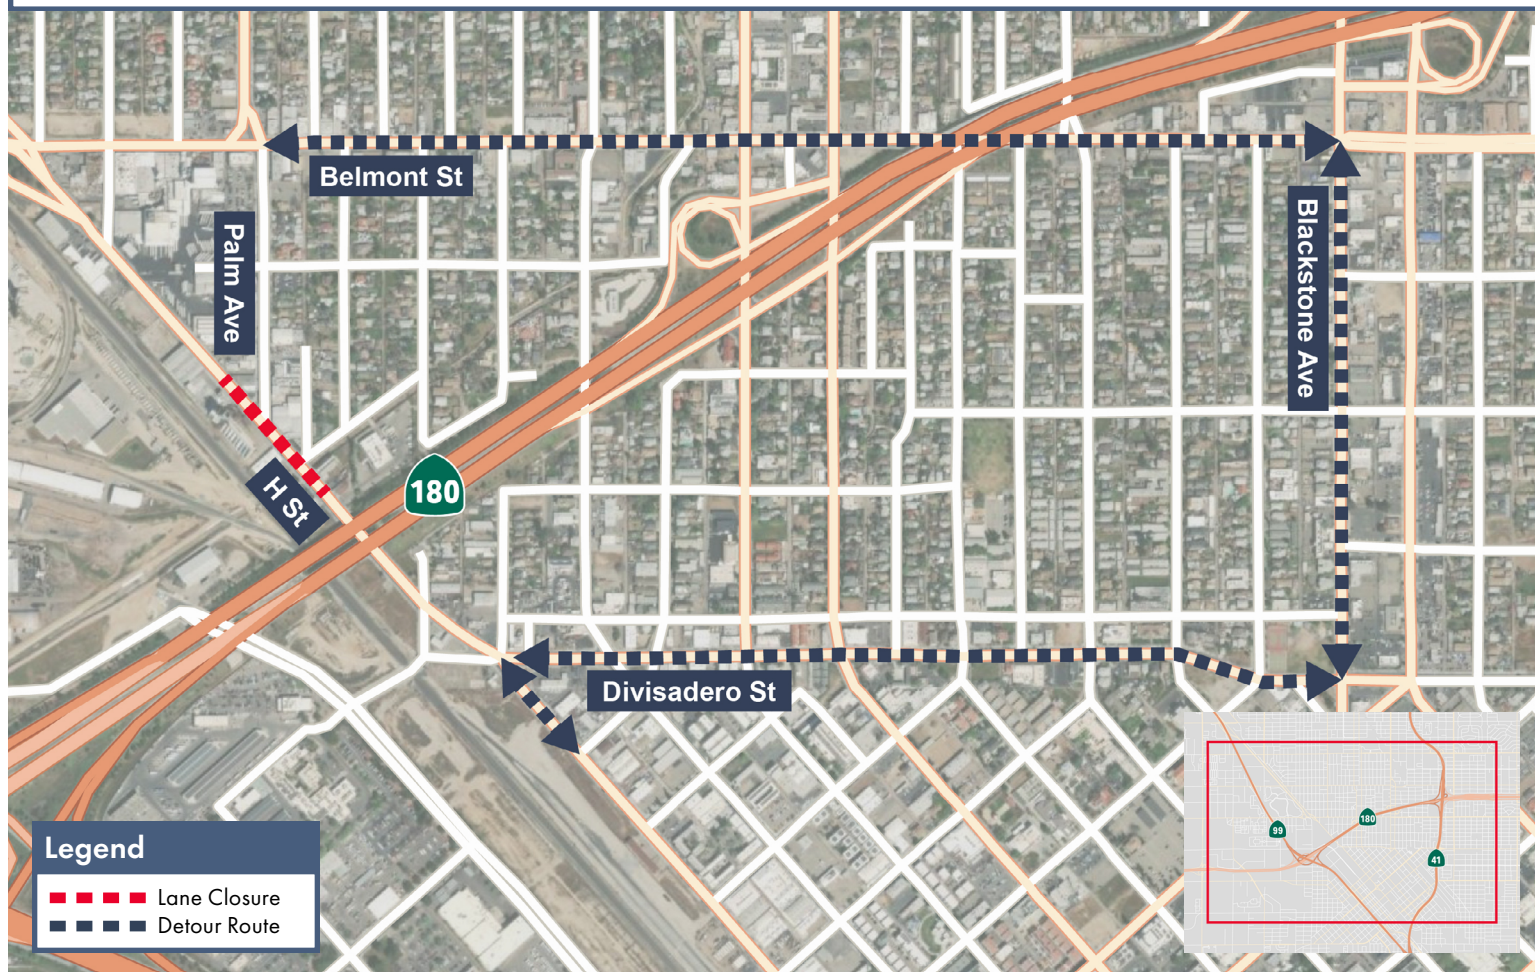 Belmont St
Palm Ave
Blackstone Ave
H St
180
Divisadero St
Legend
Lane Closure
Detour Route
99
180
41